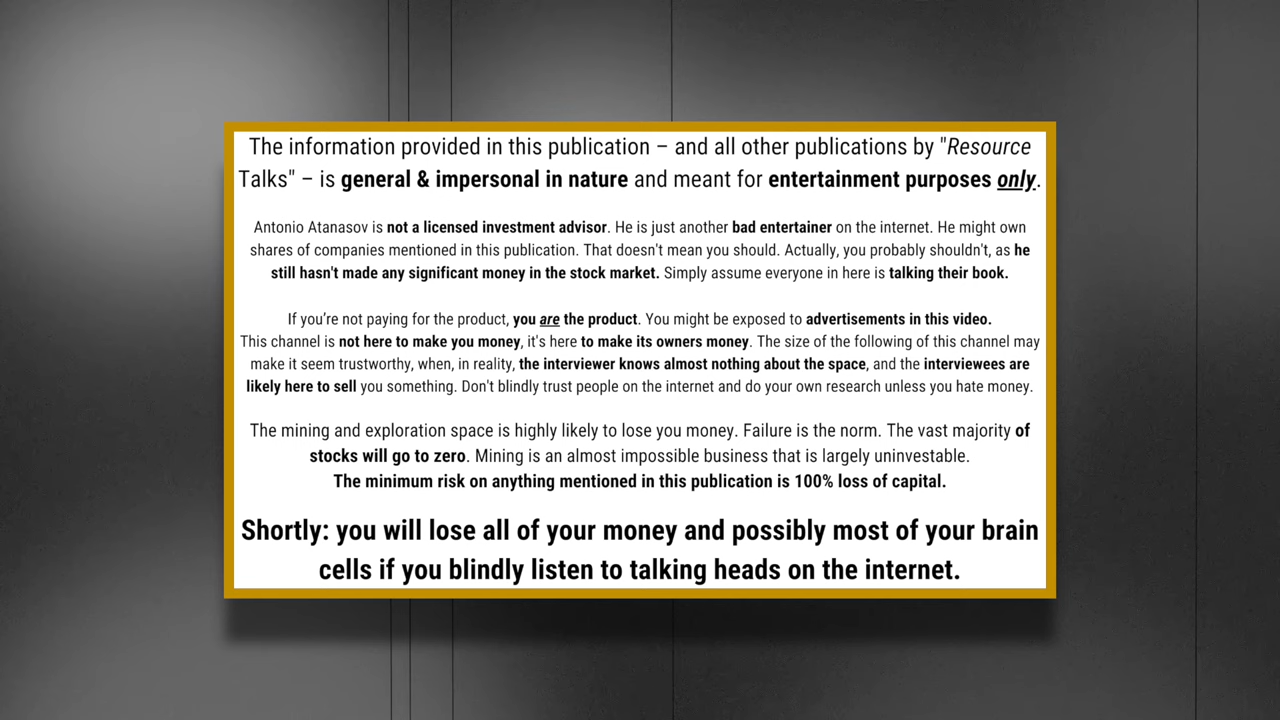 The information provided in this publication – and all other publications by "Resource
Talks" – is general & impersonal in nature and meant for entertainment purposes only.
Antonio Atanasov is not a licensed investment advisor. He is just another bad entertainer on the internet. He might own
shares of companies mentioned in this publication. That doesn't mean you should. Actually, you probably shouldn't, as he
still hasn't made any significant money in the stock market. Simply assume everyone in here is talking their book.
If you’re not paying for the product, you are the product. You might be exposed to advertisements in this video.
This channel is not here to make you money, it's here to make its owners money. The size of the following of this channel may
make it seem trustworthy, when, in reality, the interviewer knows almost nothing about the space, and the interviewees are
likely here to sell you something. Don't blindly trust people on the internet and do your own research unless you hate money.
The mining and exploration space is highly likely to lose you money. Failure is the norm. The vast majority of
stocks will go to zero. Mining is an almost impossible business that is largely uninvestable.
The minimum risk on anything mentioned in this publication is 100% loss of capital.
Shortly: you will lose all of your money and possibly most of your brain
cells if you blindly listen to talking heads on the internet.